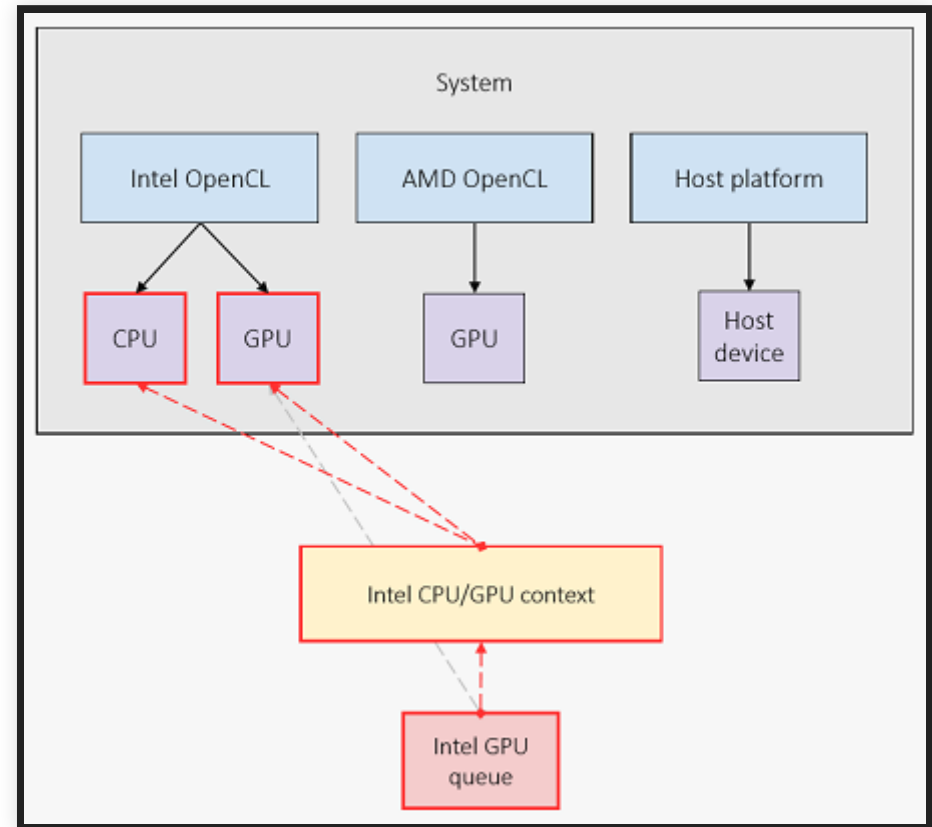 System
Intel OpenCL
AMD OpenCL
Host platform
CPU
GPU
GPU
Host
device
Intel CPU/GPU context
Intel GPU
queue